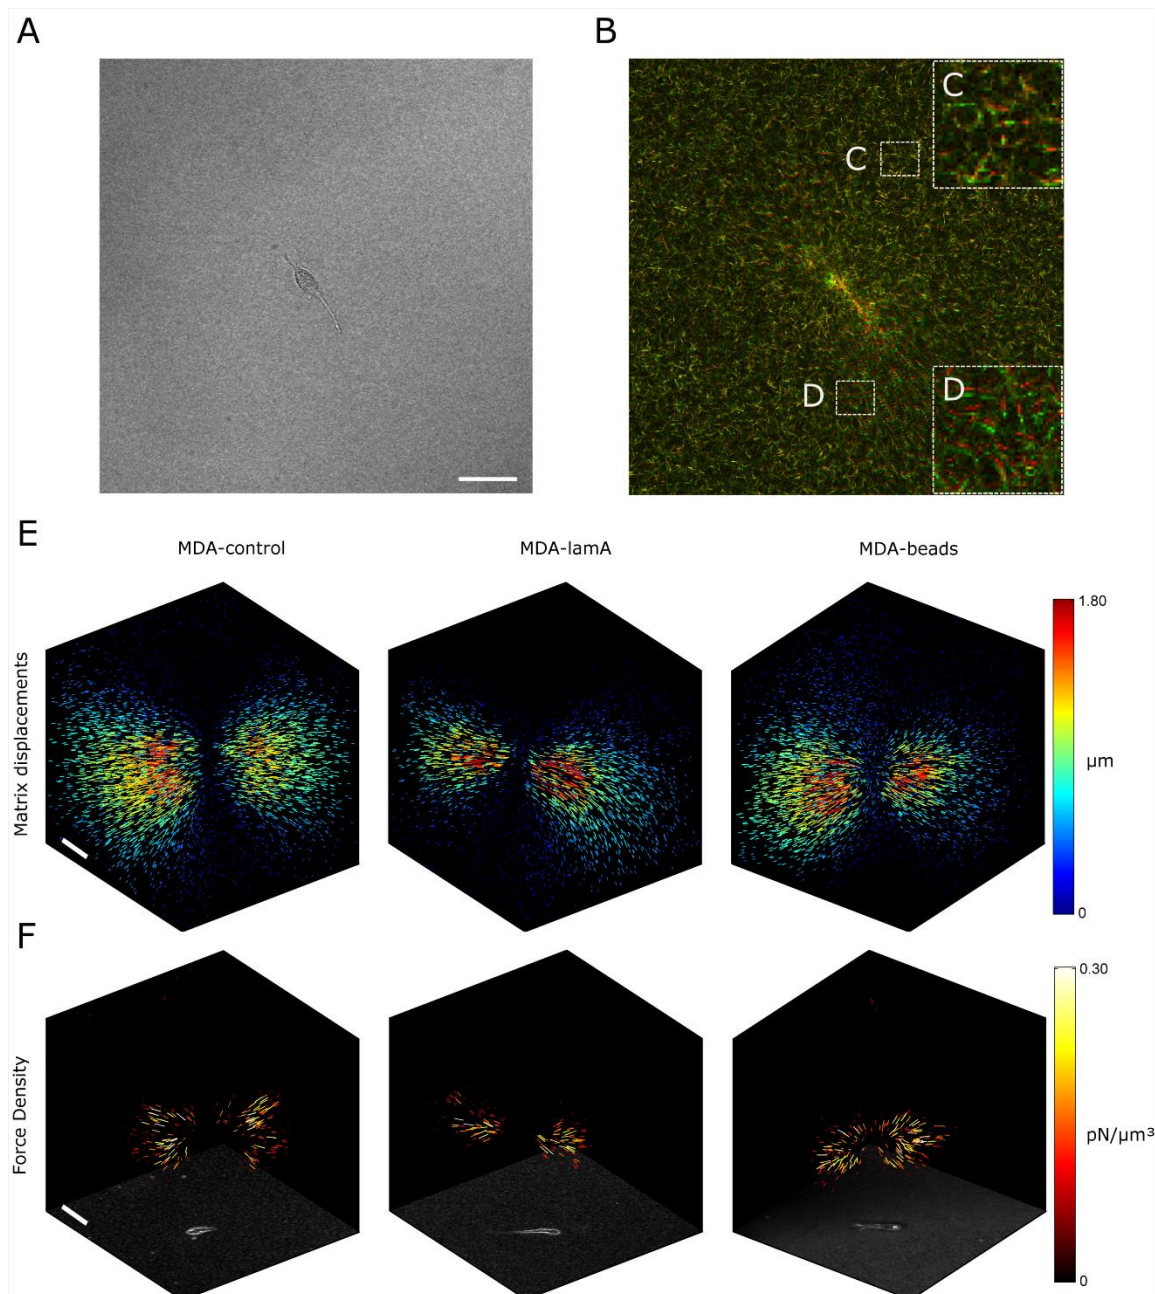 A
B
C
C
D
D
E
MDA-control
MDA-lamA
MDA-beads
Matrix displacements
1.80
µm
0
F
Force Density
0.30
pN/µm³
0